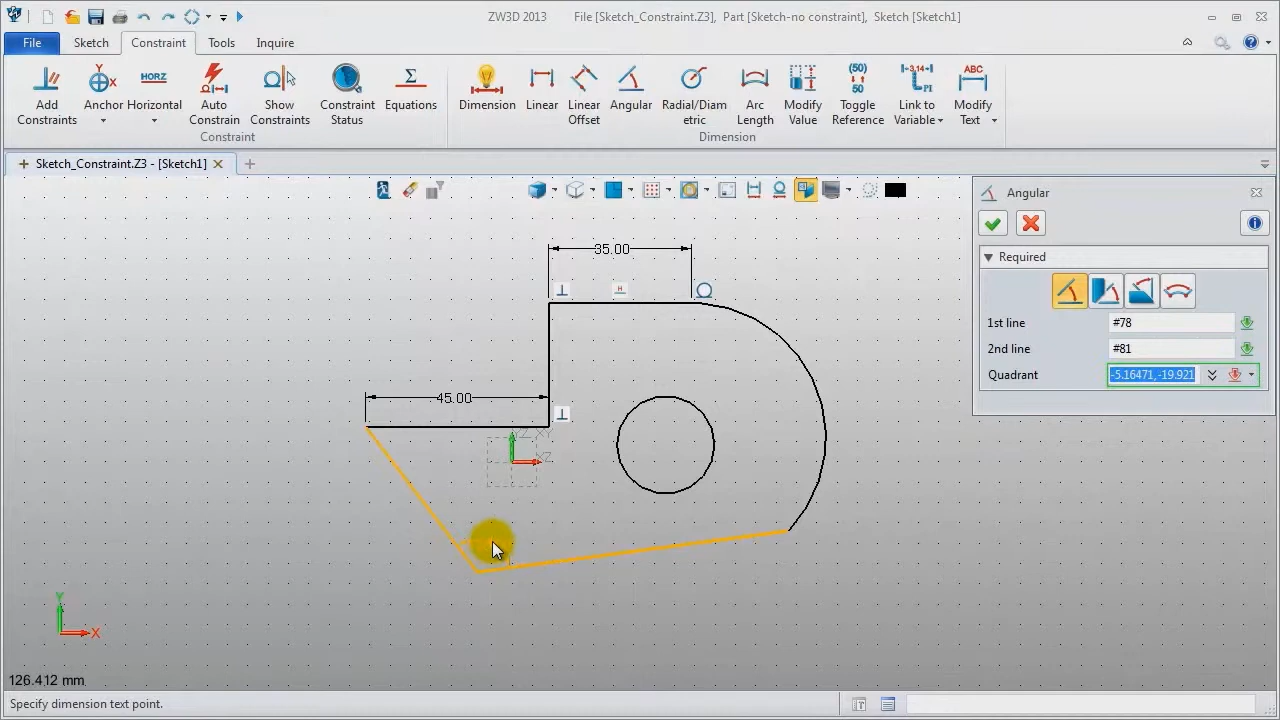 ZW3D 2013 File [Sketch_Constraint.Z3], Part [Sketch-no constraint], Sketch [Sketch1]
File Sketch Constraint Tools Inquire
Add Constraints
Anchor
HORZ Horizontal
Auto Constrain
Show Constraints
Constraint Status
Σ Equations
Dimension
Linear
Linear Offset
Angular
Radial/Diam etric
Arc Length
Modify Value
(50) 50 Toggle Reference
Link to Variable
ABC Modify Text
Constraint Dimension
Sketch_Constraint.Z3 - [Sketch1]
Angular
Required
1st line #78
2nd line #81
Quadrant -5.16471,-19.921
35.00
H
45.00
Y
X
126.412 mm
Specify dimension text point.